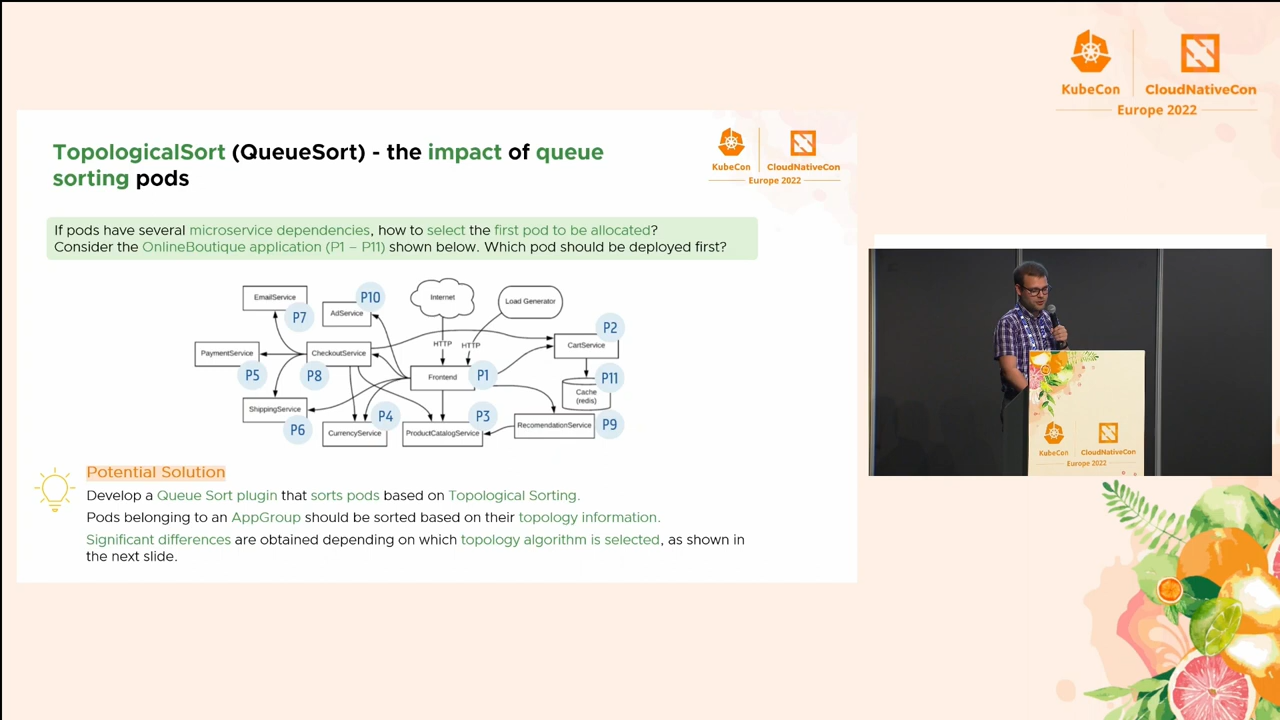 KubeCon
CloudNativeCon
Europe 2022
TopologicalSort (QueueSort) - the impact of queue
sorting pods
KubeCon
CloudNativeCon
Europe 2022
If pods have several microservice dependencies, how to select the first pod to be allocated?
Consider the OnlineBoutique application (P1 – P11) shown below. Which pod should be deployed first?
EmailService
P7
P10
AdService
Internet
Load Generator
HTTP
HTTP
P2
CartService
PaymentService
P5
CheckoutService
P8
Frontend
P1
P11
Cache
(redis)
ShippingService
P6
P4
CurrencyService
P3
ProductCatalogService
RecomendationService
P9
Potential Solution
Develop a Queue Sort plugin that sorts pods based on Topological Sorting.
Pods belonging to an AppGroup should be sorted based on their topology information.
Significant differences are obtained depending on which topology algorithm is selected, as shown in
the next slide.
KubeCon
CloudNativeCon
Europe 2022